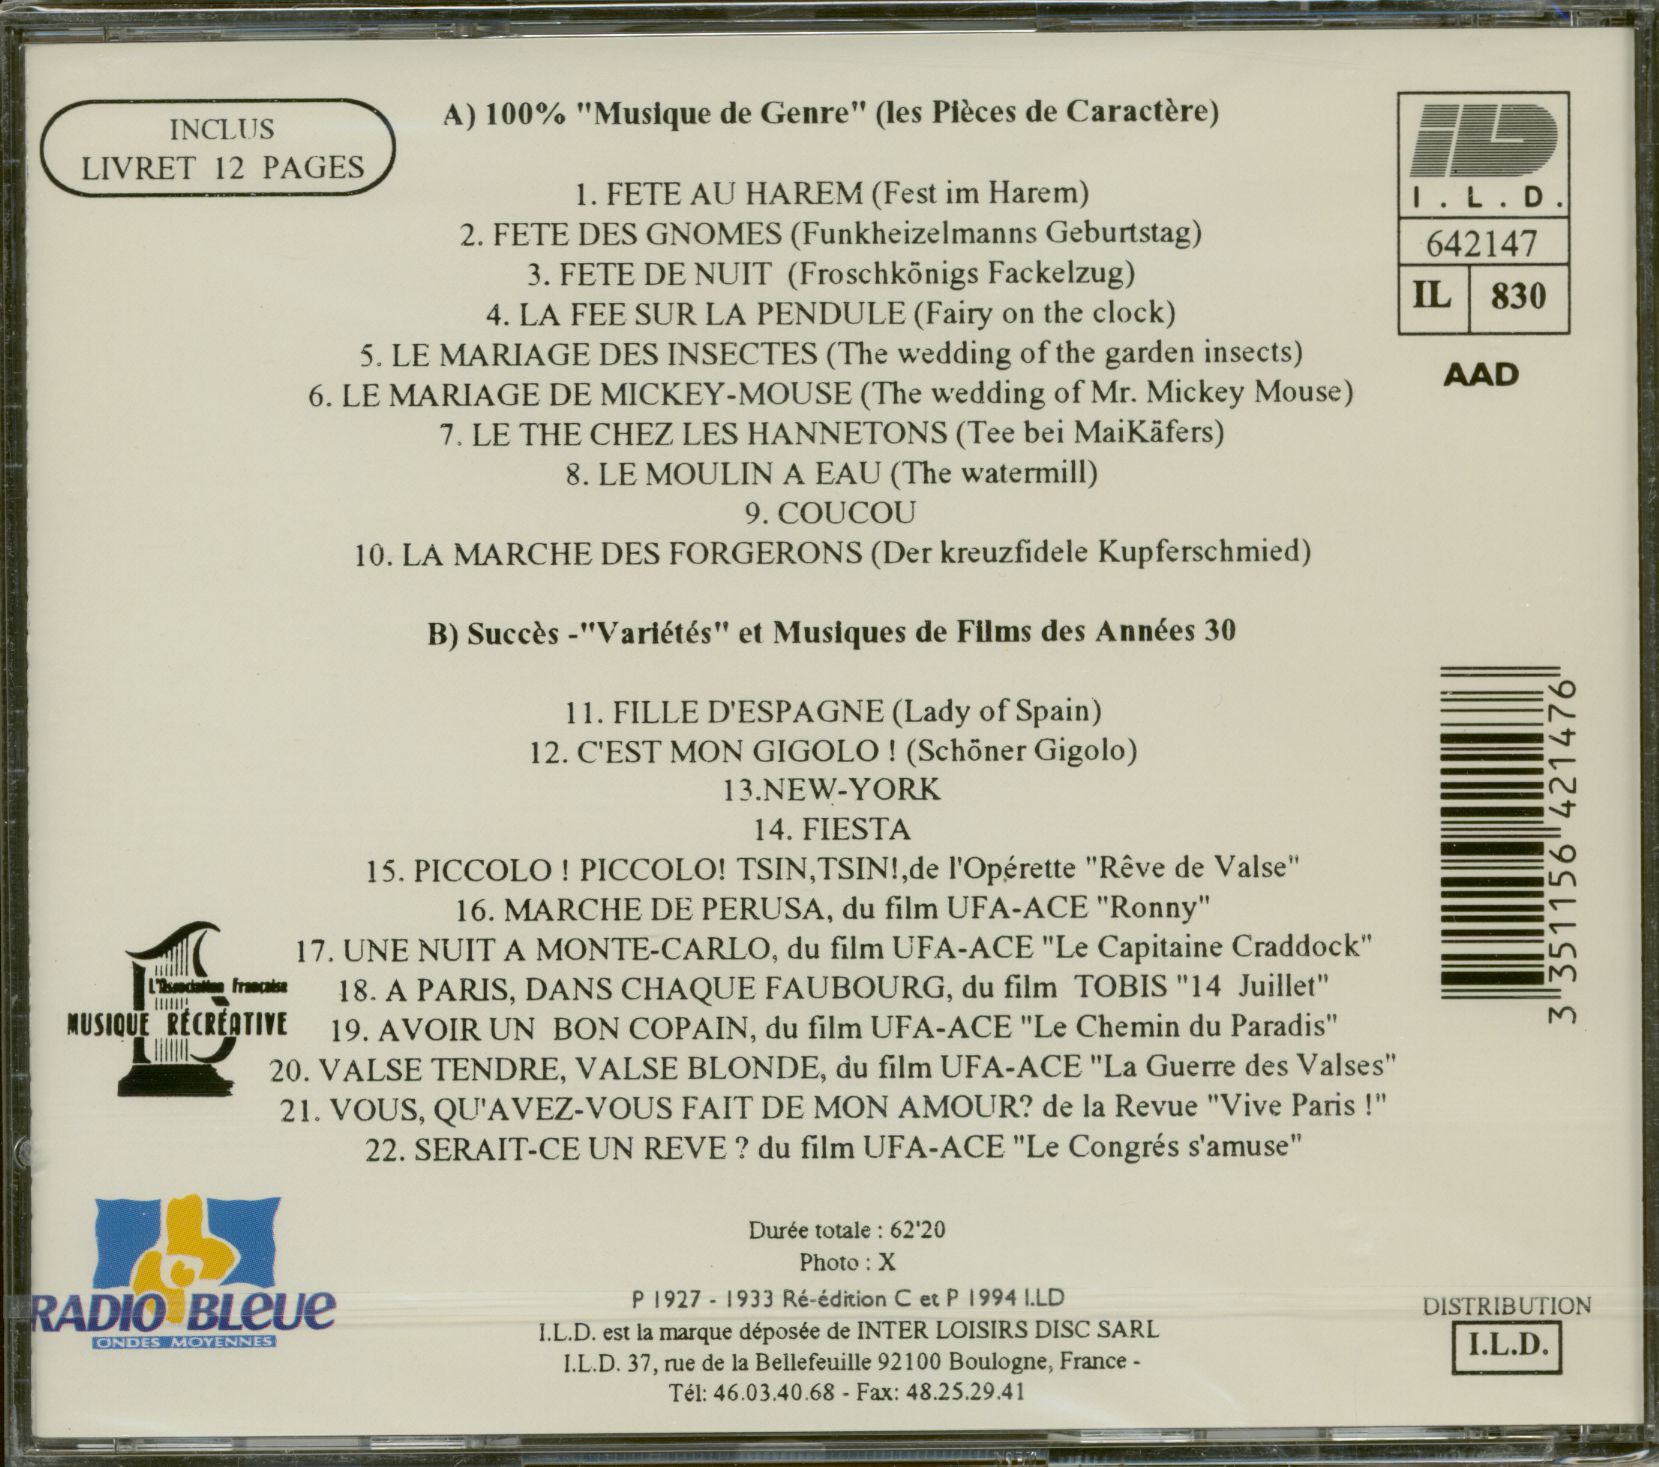 INCLUS
LIVRET 12 PAGES
A) 100% "Musique de Genre" (les Pièces de Caractère)
1. FETE AU HAREM (Fest im Harem)
2. FETE DES GNOMES (Funkheizelmanns Geburtstag)
3. FETE DE NUIT (Froschkönigs Fackelzug)
4. LA FEE SUR LA PENDULE (Fairy on the clock)
5. LE MARIAGE DES INSECTES (The wedding of the garden insects)
6. LE MARIAGE DE MICKEY-MOUSE (The wedding of Mr. Mickey Mouse)
7. LE THE CHEZ LES HANNETONS (Tee bei MaiKäfers)
8. LE MOULIN A EAU (The watermill)
9. COUCOU
10. LA MARCHE DES FORGERONS (Der kreuzfidele Kupferschmied)
I.L.D.
642147
IL 830
AAD
B) Succès -"Variétés" et Musiques de Films des Années 30
11. FILLE D'ESPAGNE (Lady of Spain)
12. C'EST MON GIGOLO ! (Schöner Gigolo)
13.NEW-YORK
14. FIESTA
15. PICCOLO ! PICCOLO! TSIN,TSIN!,de l'Opérette "Rêve de Valse"
16. MARCHE DE PERUSA, du film UFA-ACE "Ronny"
17. UNE NUIT A MONTE-CARLO, du film UFA-ACE "Le Capitaine Craddock"
18. A PARIS, DANS CHAQUE FAUBOURG, du film TOBIS "14 Juillet"
19. AVOIR UN BON COPAIN, du film UFA-ACE "Le Chemin du Paradis"
20. VALSE TENDRE, VALSE BLONDE, du film UFA-ACE "La Guerre des Valses"
21. VOUS, QU'AVEZ-VOUS FAIT DE MON AMOUR? de la Revue "Vive Paris !"
22. SERAIT-CE UN REVE ? du film UFA-ACE "Le Congrés s'amuse"
3 351156 421476
L'Association Française
MUSIQUE RÉCRÉATIVE
RADIO BLEUE
ONDES MOYENNES
Durée totale : 62'20
Photo : X
P 1927 - 1933 Ré-édition C et P 1994 I.LD
I.L.D. est la marque déposée de INTER LOISIRS DISC SARL
I.L.D. 37, rue de la Bellefeuille 92100 Boulogne, France -
Tél: 46.03.40.68 - Fax: 48.25.29.41
DISTRIBUTION
I.L.D.